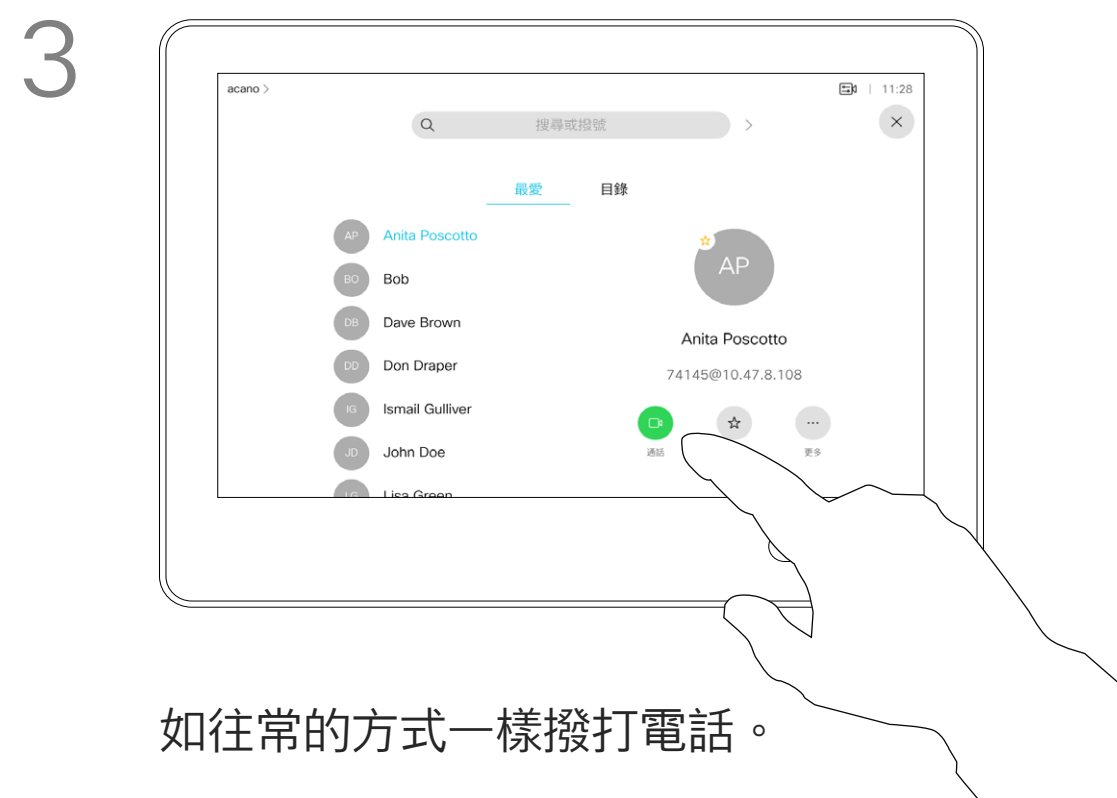 3
acano >
11:28
搜尋或撥號
最愛 目錄
AP Anita Poscotto
BO Bob
DB Dave Brown
DD Don Draper
IG Ismail Gulliver
JD John Doe
LG Lisa Green
AP
Anita Poscotto
74145@10.47.8.108
通話 更多
如往常的方式一樣撥打電話。